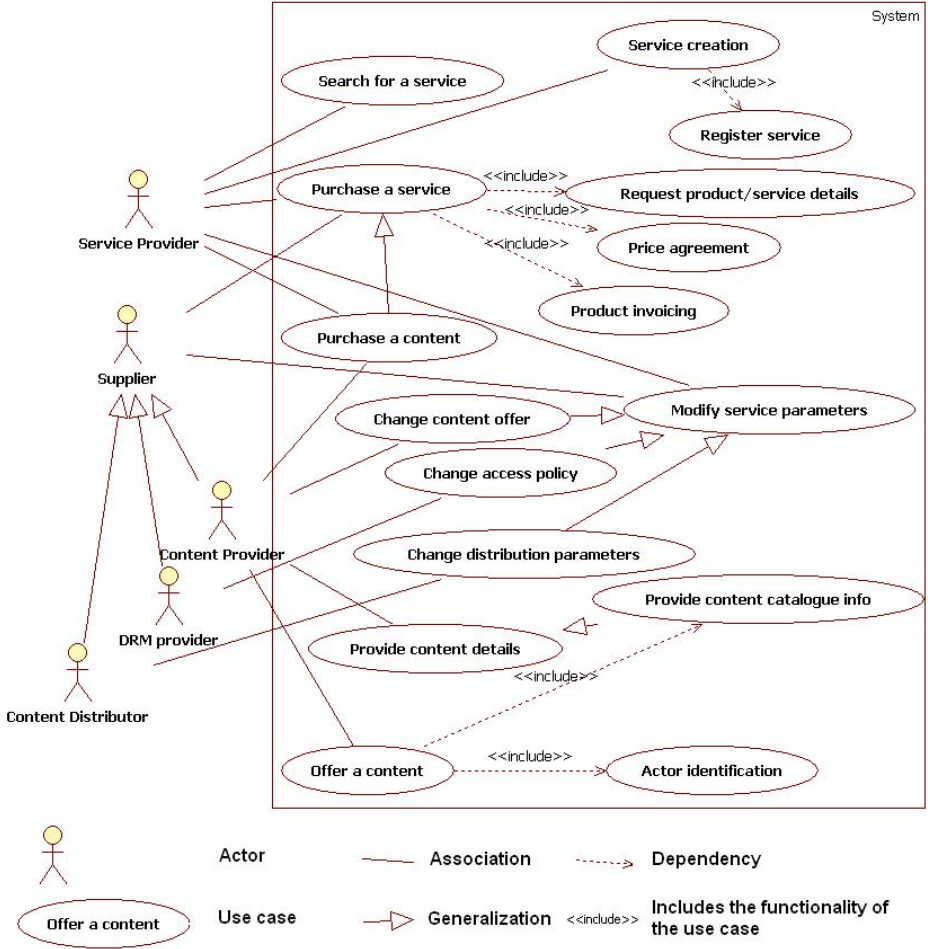 System
Service creation
Search for a service
<<include>>
Register service
Purchase a service
<<include>>
Request product/service details
<<include>>
Service Provider
<<include>>
Price agreement
Product invoicing
Purchase a content
Supplier
Change content offer
Modify service parameters
Change access policy
Content Provider
Change distribution parameters
Provide content catalogue info
DRM provider
Provide content details
<<include>>
Content Distributor
<<include>>
Offer a content
Actor identification
Actor
Association
Dependency
Offer a content
Use case
Generalization
<<include>>
Includes the functionality of
the use case